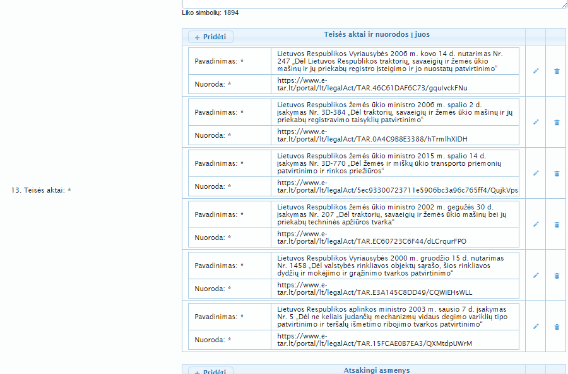 Liko simbolių: 1894
+ Pridėti
Teisės aktai ir nuorodos į juos
13. Teisės aktai: *
Pavadinimas: *
Lietuvos Respublikos Vyriausybės 2006 m. kovo 14 d. nutarimas Nr.
247 „Dėl Lietuvos Respublikos traktorių, savaeigių ir žemės ūkio
mašinų ir jų priekabų registro įsteigimo ir jo nuostatų patvirtinimo"
Nuoroda: *
https://www.e-
tar.lt/portal/lt/legalAct/TAR.46C61DAF6C73/gqulvckFNu
Pavadinimas: *
Lietuvos Respublikos žemės ūkio ministro 2006 m. spalio 2 d.
įsakymas Nr. 3D-384 „Dėl traktorių, savaeigių ir žemės ūkio mašinų ir jų
priekabų registravimo taisyklių patvirtinimo"
Nuoroda: *
https://www.e-
tar.lt/portal/lt/legalAct/TAR.0A4C9B8E3388/hTrmlhXIDH
Pavadinimas: *
Lietuvos Respublikos žemės ūkio ministro 2015 m. spalio 14 d.
įsakymas Nr. 3D-770 „Dėl žemės ir miškų ūkio transporto priemonių
patvirtinimo ir rinkos priežiūros"
Nuoroda: *
https://www.e-
tar.lt/portal/lt/legalAct/5ec93300723711e5906bc3a96c765ff4/QujkVps
Pavadinimas: *
Lietuvos Respublikos žemės ūkio ministro 2002 m. gegužės 30 d.
įsakymas Nr. 207 „Dėl traktorių, savaeigių ir žemės ūkio mašinų bei jų
priekabų techninės apžiūros tvarka"
Nuoroda: *
https://www.e-
tar.lt/portal/lt/legalAct/TAR.EC60723C6F44/dLCrqurFPO
Pavadinimas: *
Lietuvos Respublikos Vyriausybės 2000 m. gruodžio 15 d. nutarimas
Nr. 1458 „Dėl valstybės rinkliavos objektų sąrašo, šios rinkliavos
dydžių ir mokėjimo ir grąžinimo tvarkos patvirtinimo"
Nuoroda: *
https://www.e-
tar.lt/portal/lt/legalAct/TAR.E3A145C8DD49/CQWIEHsWLL
Pavadinimas: *
Lietuvos Respublikos aplinkos ministro 2003 m. sausio 7 d. įsakymas
Nr. 5 „Dėl ne keliais judančių mechanizmų vidaus degimo variklių tipo
patvirtinimo ir teršalų išmetimo ribojimo tvarkos patvirtinimo"
Nuoroda: *
https://www.e-
tar.lt/portal/lt/legalAct/TAR.15FCAE0B7EA3/QXMtdpUWrM
+ Pridėti
Atsakingi asmenys